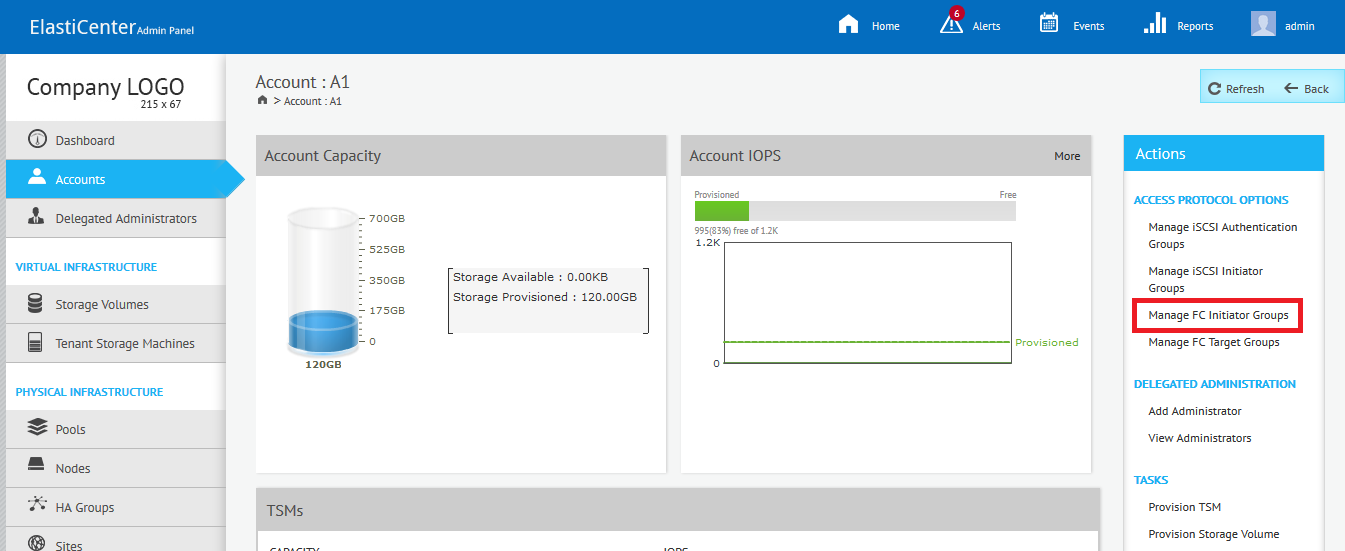 ElastiCenter Admin Panel
Home
6
Alerts
Events
Reports
admin
Company LOGO
215 x 67
Dashboard
Accounts
Delegated Administrators
VIRTUAL INFRASTRUCTURE
Storage Volumes
Tenant Storage Machines
PHYSICAL INFRASTRUCTURE
Pools
Nodes
HA Groups
Sites
Account : A1
> Account : A1
Refresh
Back
Account Capacity
700GB
525GB
350GB
175GB
0
120GB
Storage Available : 0.00KB
Storage Provisioned : 120.00GB
Account IOPS
More
Provisioned
Free
995(83%) free of 1.2K
1.2K
Provisioned
0
TSMs
CAPACITY
IOPS
Actions
ACCESS PROTOCOL OPTIONS
Manage iSCSI Authentication
Groups
Manage iSCSI Initiator
Groups
Manage FC Initiator Groups
Manage FC Target Groups
DELEGATED ADMINISTRATION
Add Administrator
View Administrators
TASKS
Provision TSM
Provision Storage Volume